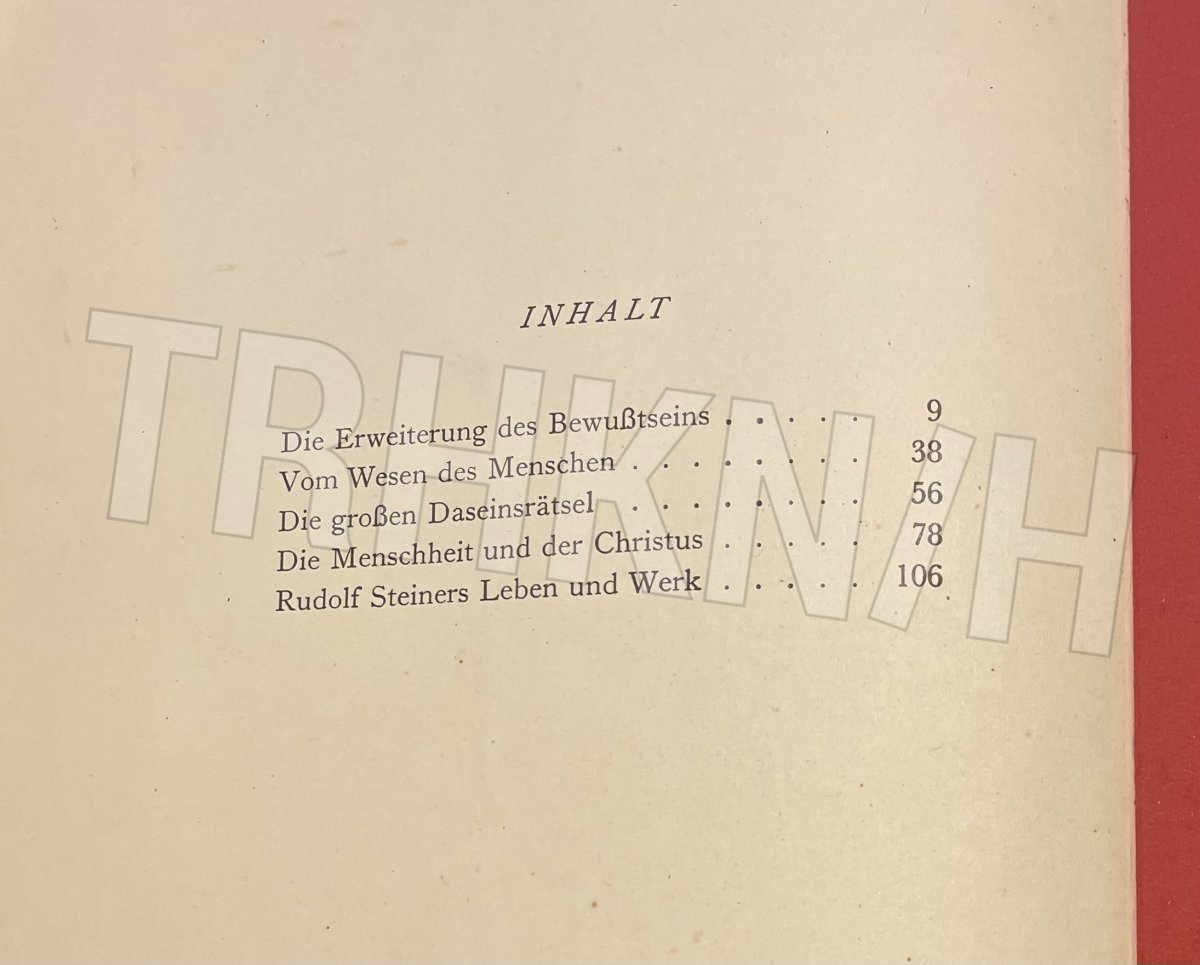 INHALT
Die Erweiterung des Bewußtseins . . . . . 9
Vom Wesen des Menschen . . . . . . . . 38
Die großen Daseinsrätsel . . . . . . . . 56
Die Menschheit und der Christus . . . . . 78
Rudolf Steiners Leben und Werk . . . . . 106
TRHKN/H